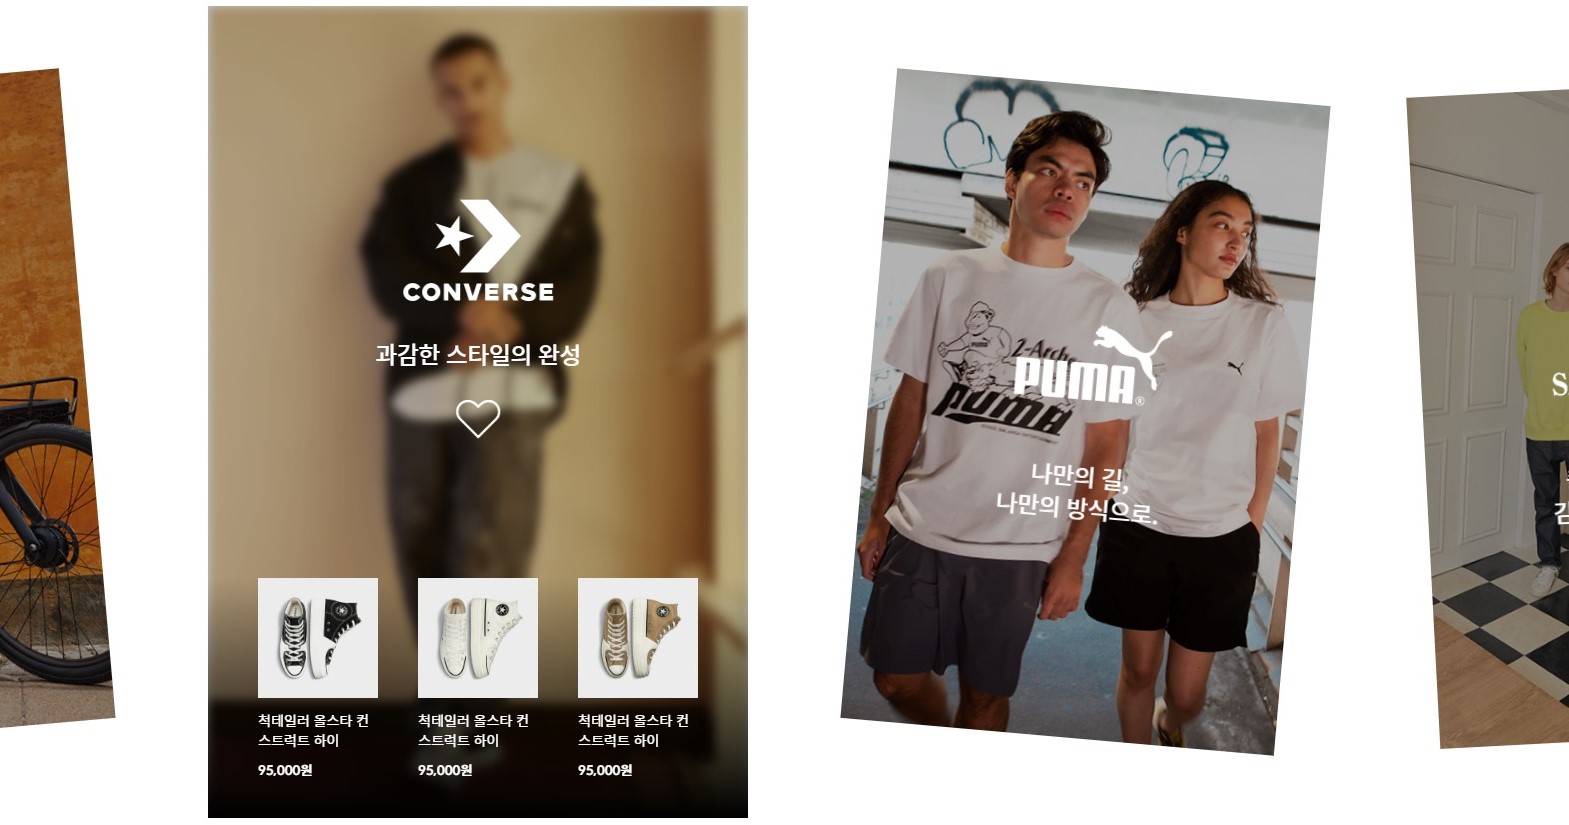 CONVERSE
과감한 스타일의 완성
척테일러 올스타 컨
스트럭트 하이
95,000원
척테일러 올스타 컨
스트럭트 하이
95,000원
척테일러 올스타 컨
스트럭트 하이
95,000원
2-Arche
PUMA
PUMA®
나만의 길,
나만의 방식으로.
S
김